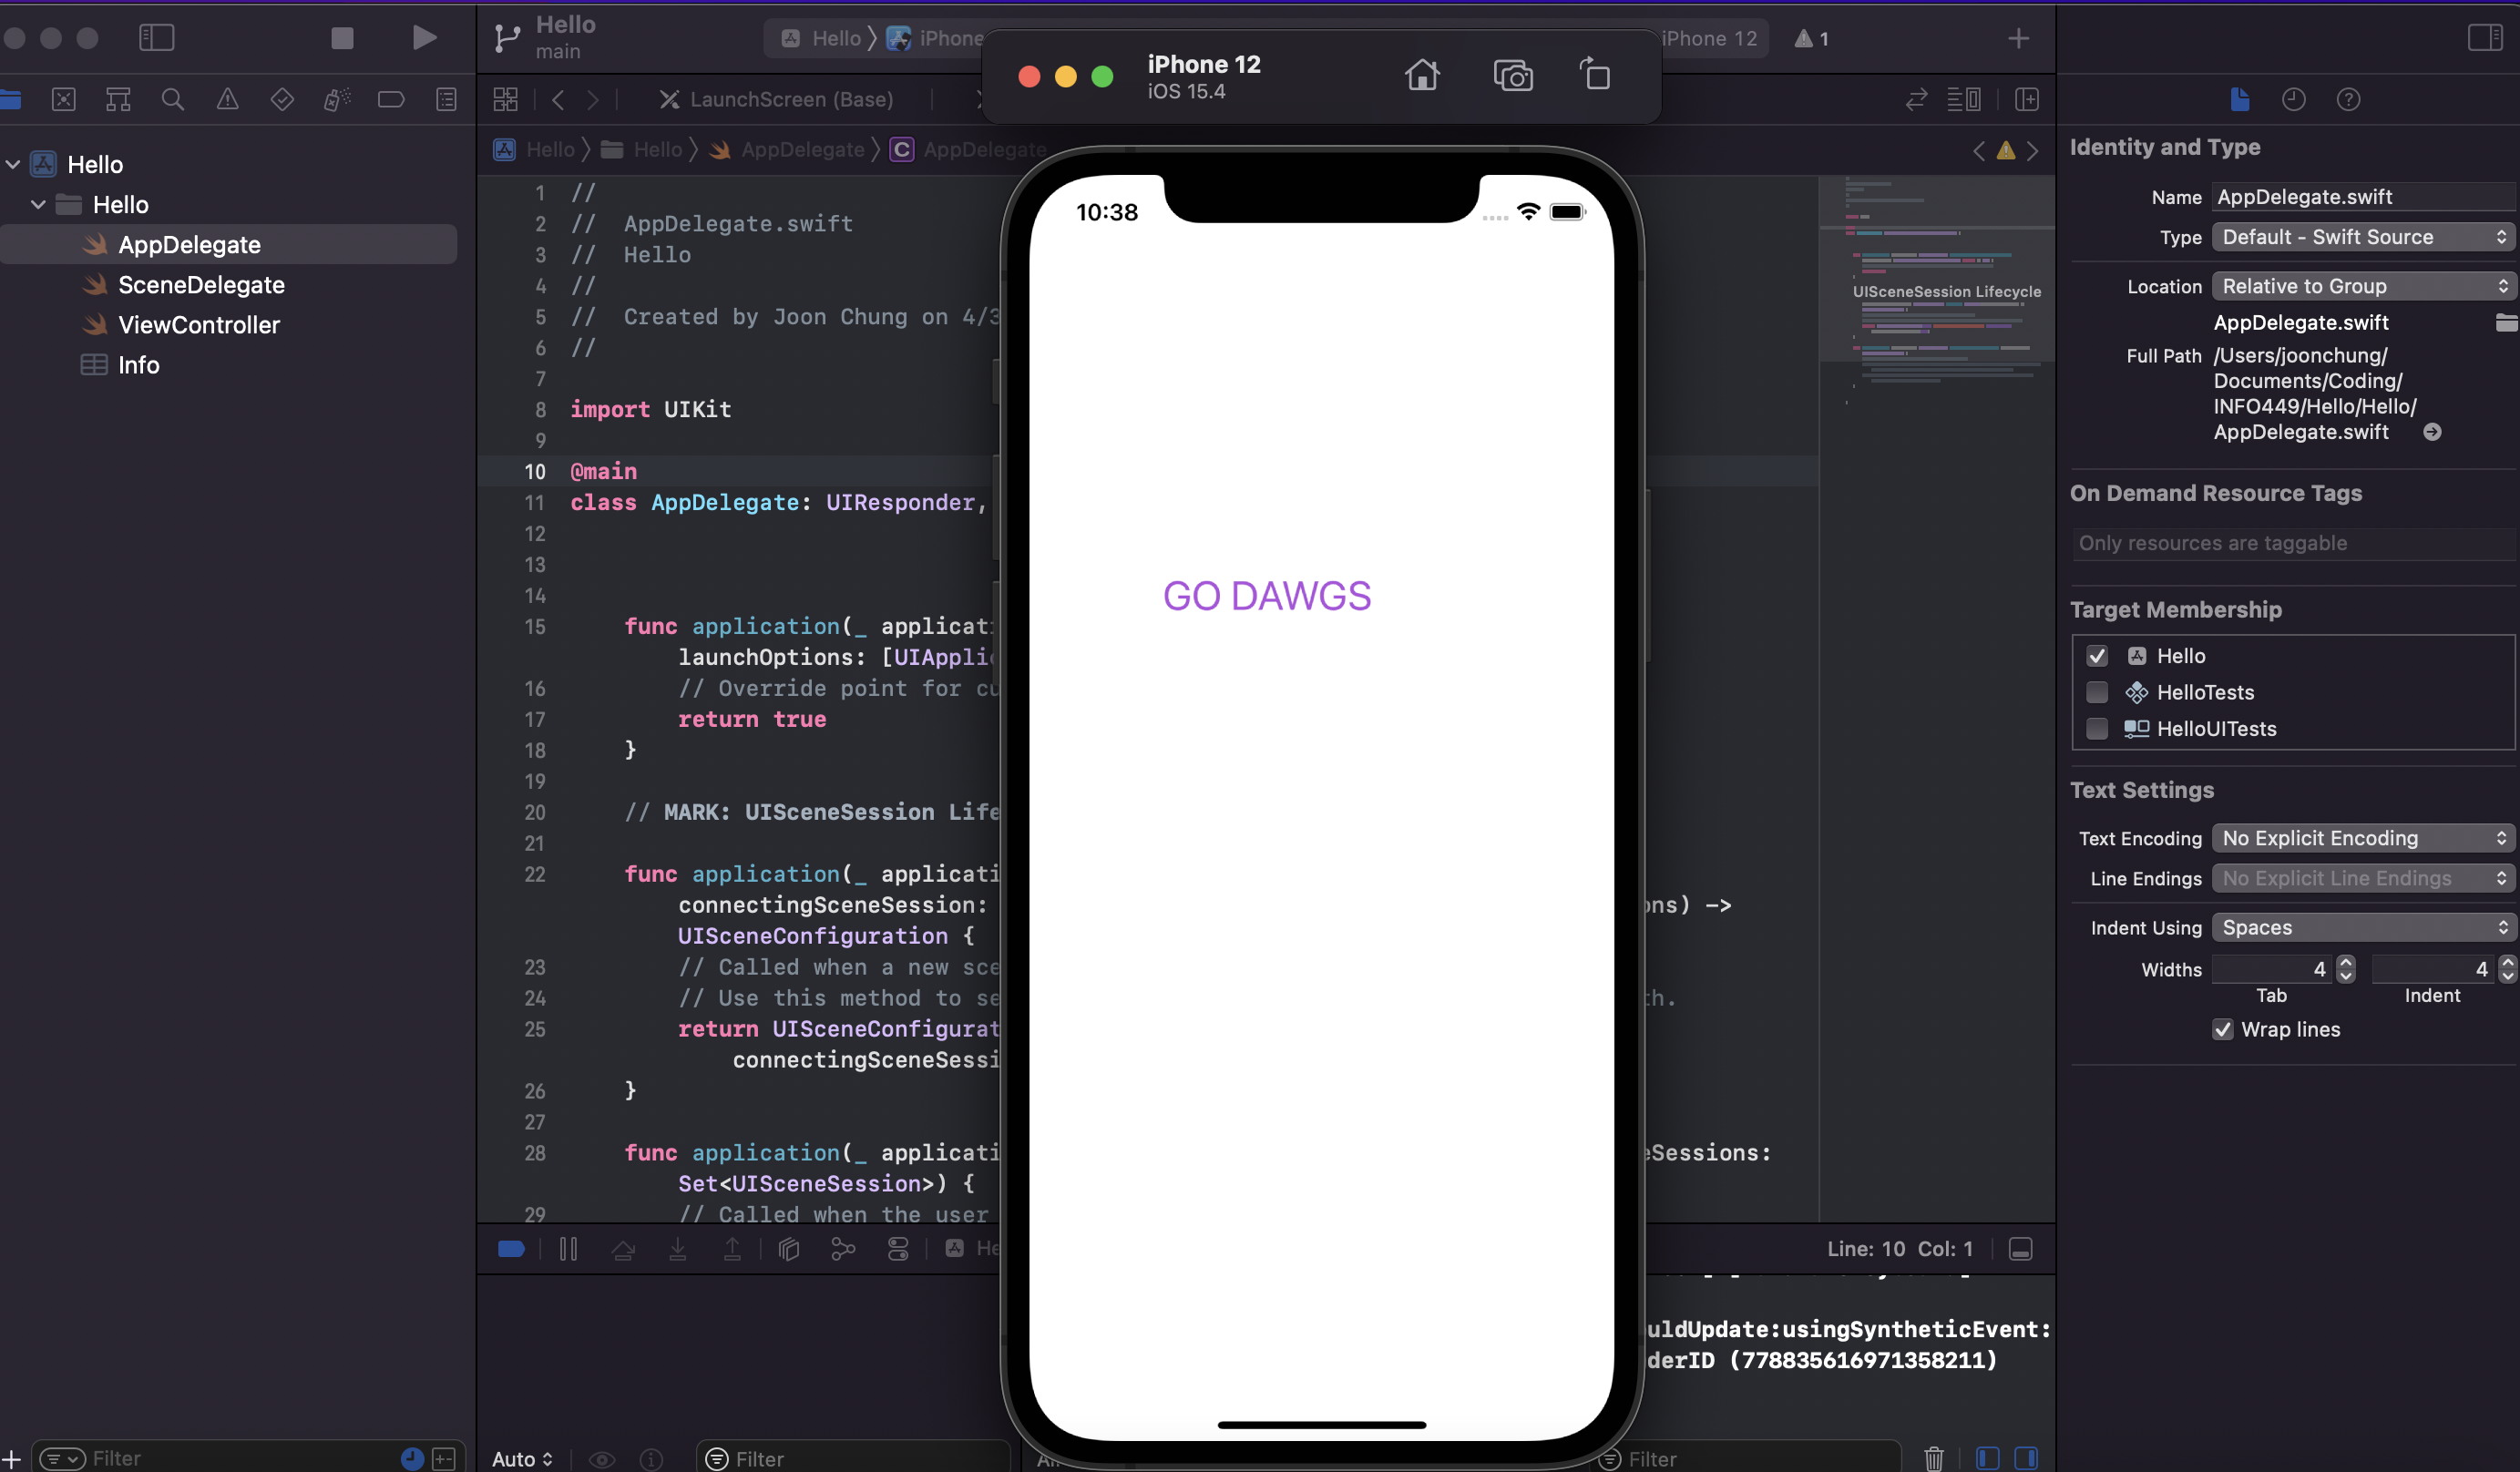 Hello
main
Hello
iPhone
iPhone 12
1
iPhone 12
iOS 15.4
LaunchScreen (Base)
Hello
Hello
AppDelegate
C
AppDelegate
Hello
Hello
AppDelegate
SceneDelegate
ViewController
Info
1 //
2 //  AppDelegate.swift
3 //  Hello
4 //
5 //  Created by Joon Chung on 4/3
6 //
7
8 import UIKit
9
10 @main
11 class AppDelegate: UIResponder,
12
13
14
15 func application(_ applicat
launchOptions: [UIApplic
16 // Override point for cu
17 return true
18 }
19
20 // MARK: UISceneSession Life
21
22 func application(_ applicati
connectingSceneSession: ons) ->
UISceneConfiguration {
23 // Called when a new sce
24 // Use this method to se th.
25 return UISceneConfigurat
connectingSceneSessi
26 }
27
28 func application(_ applicati eSessions:
Set<UISceneSession>) {
29 // Called when the user
10:38
GO DAWGS
UISceneSession Lifecycle
He
Line: 10 Col: 1
uldUpdate:usingSyntheticEvent:
derID (778835616971358211)
Filter
Auto
Filter
Filter
Identity and Type
Name AppDelegate.swift
Type Default - Swift Source
Location Relative to Group
AppDelegate.swift
Full Path /Users/joonchung/
Documents/Coding/
INFO449/Hello/Hello/
AppDelegate.swift
On Demand Resource Tags
Only resources are taggable
Target Membership
Hello
HelloTests
HelloUITests
Text Settings
Text Encoding No Explicit Encoding
Line Endings No Explicit Line Endings
Indent Using Spaces
Widths 4 4
Tab Indent
Wrap lines